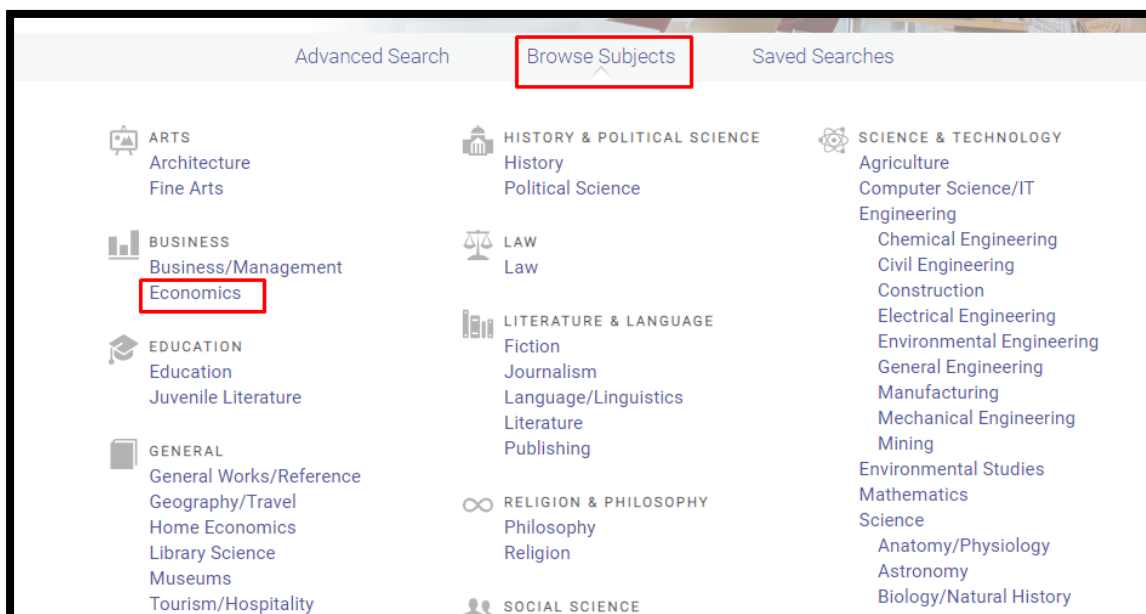 Advanced Search
Browse Subjects
Saved Searches
ARTS
Architecture
Fine Arts
BUSINESS
Business/Management
Economics
EDUCATION
Education
Juvenile Literature
GENERAL
General Works/Reference
Geography/Travel
Home Economics
Library Science
Museums
Tourism/Hospitality
HISTORY & POLITICAL SCIENCE
History
Political Science
LAW
Law
LITERATURE & LANGUAGE
Fiction
Journalism
Language/Linguistics
Literature
Publishing
RELIGION & PHILOSOPHY
Philosophy
Religion
SOCIAL SCIENCE
SCIENCE & TECHNOLOGY
Agriculture
Computer Science/IT
Engineering
Chemical Engineering
Civil Engineering
Construction
Electrical Engineering
Environmental Engineering
General Engineering
Manufacturing
Mechanical Engineering
Mining
Environmental Studies
Mathematics
Science
Anatomy/Physiology
Astronomy
Biology/Natural History